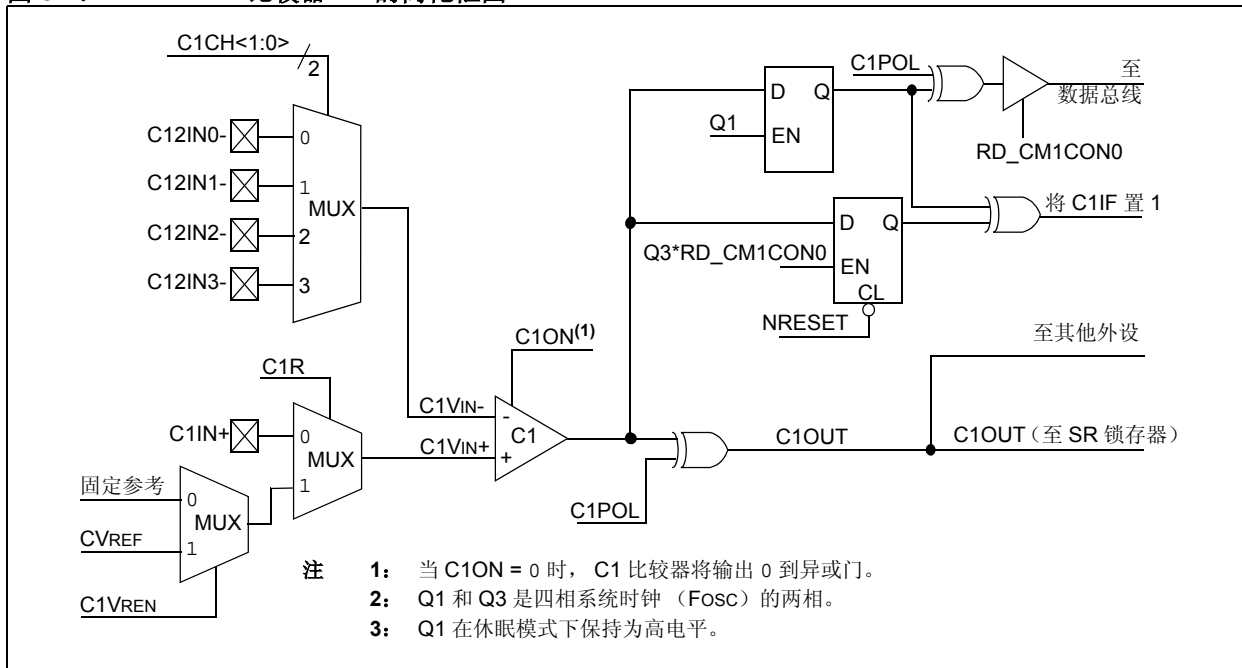 C1CH<1:0>
2
C12IN0-
0
C12IN1-
1
MUX
C12IN2-
2
C12IN3-
3
C1R
C1IN+
0
MUX
1
固定参考
0
MUX
CVREF
1
C1VREN
C1ON(1)
C1VIN-
-
C1
C1VIN+
+
D Q
Q1
EN
C1POL
至
数据总线
RD_CM1CON0
D Q
Q3*RD_CM1CON0
EN
CL
NRESET
将 C1IF 置 1
至其他外设
C1OUT
C1OUT（至 SR 锁存器）
C1POL
注 1： 当 C1ON = 0 时， C1 比较器将输出 0 到异或门。
2： Q1 和 Q3 是四相系统时钟 （FOSC）的两相。
3： Q1 在休眠模式下保持为高电平。